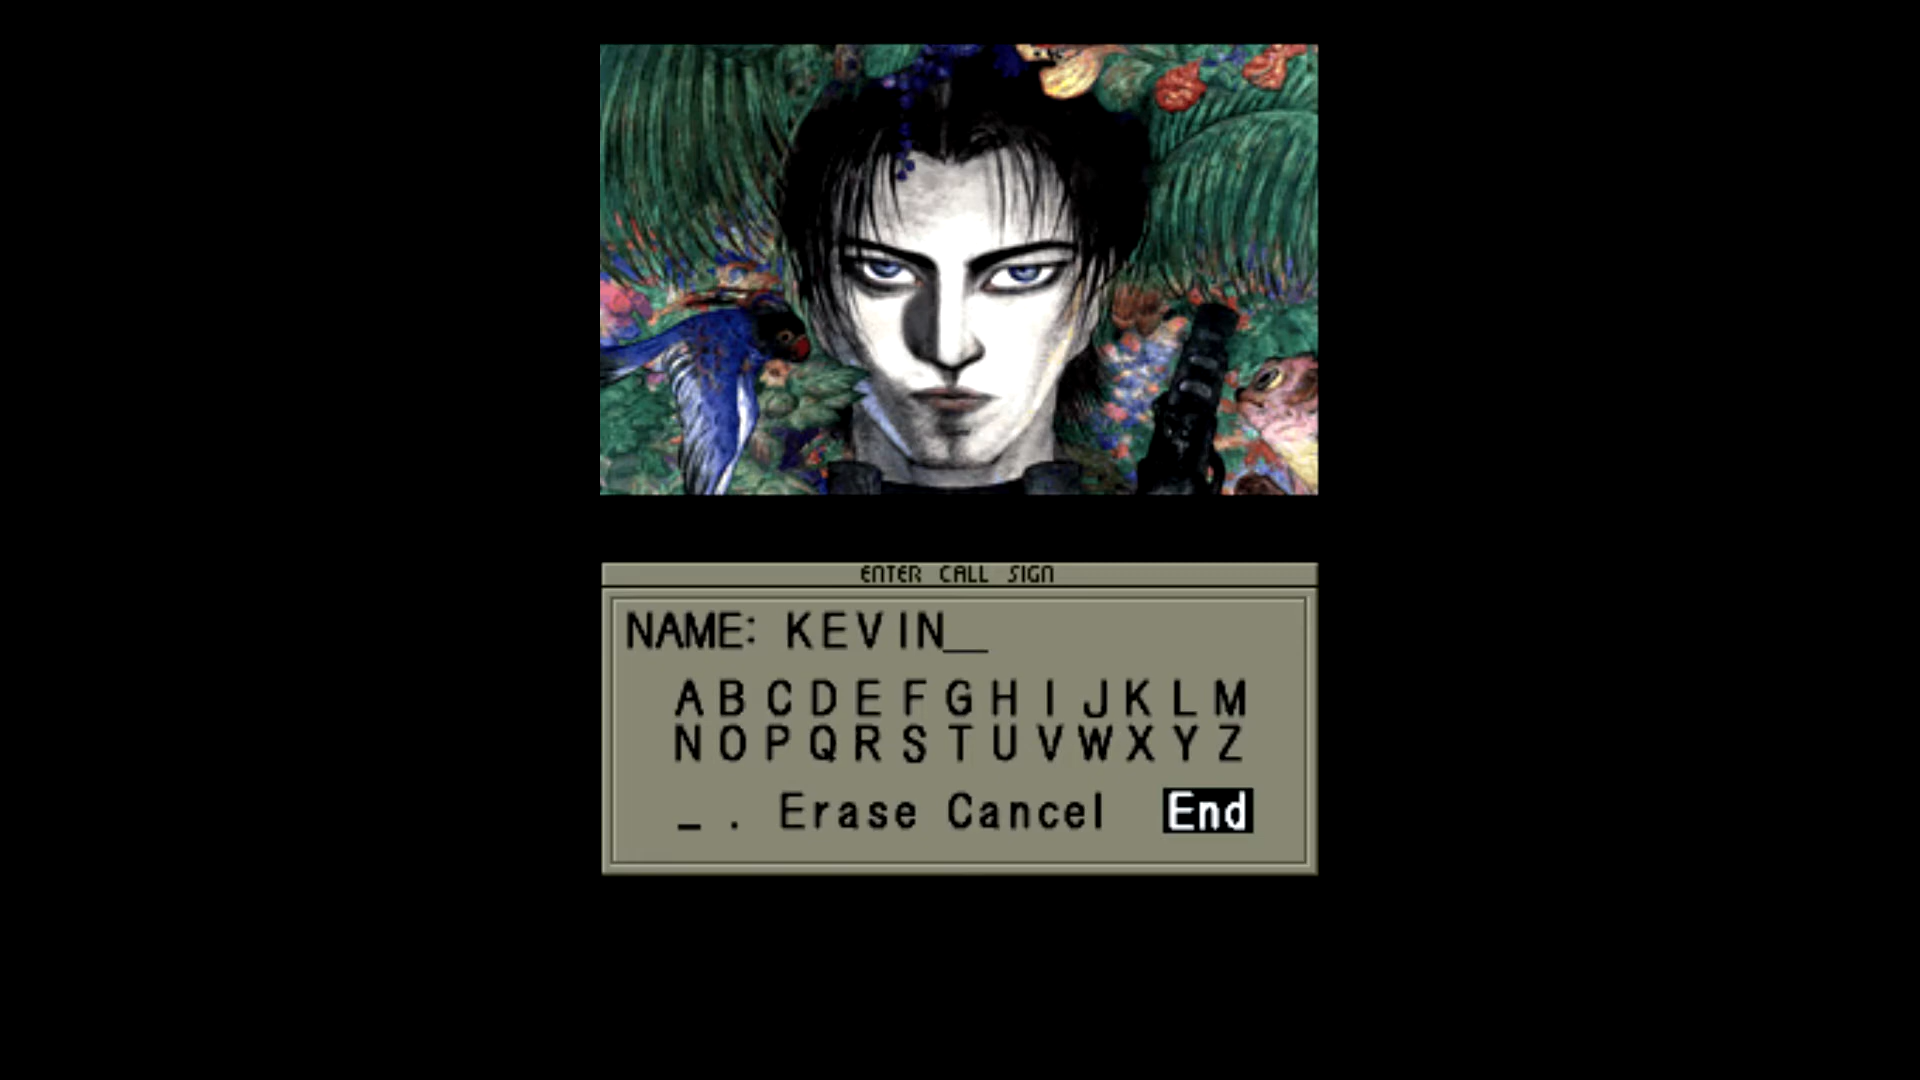 ENTER CALL SIGN
NAME: KEVIN_
A B C D E F G H I J K L M
N O P Q R S T U V W X Y Z
_ . Erase Cancel End